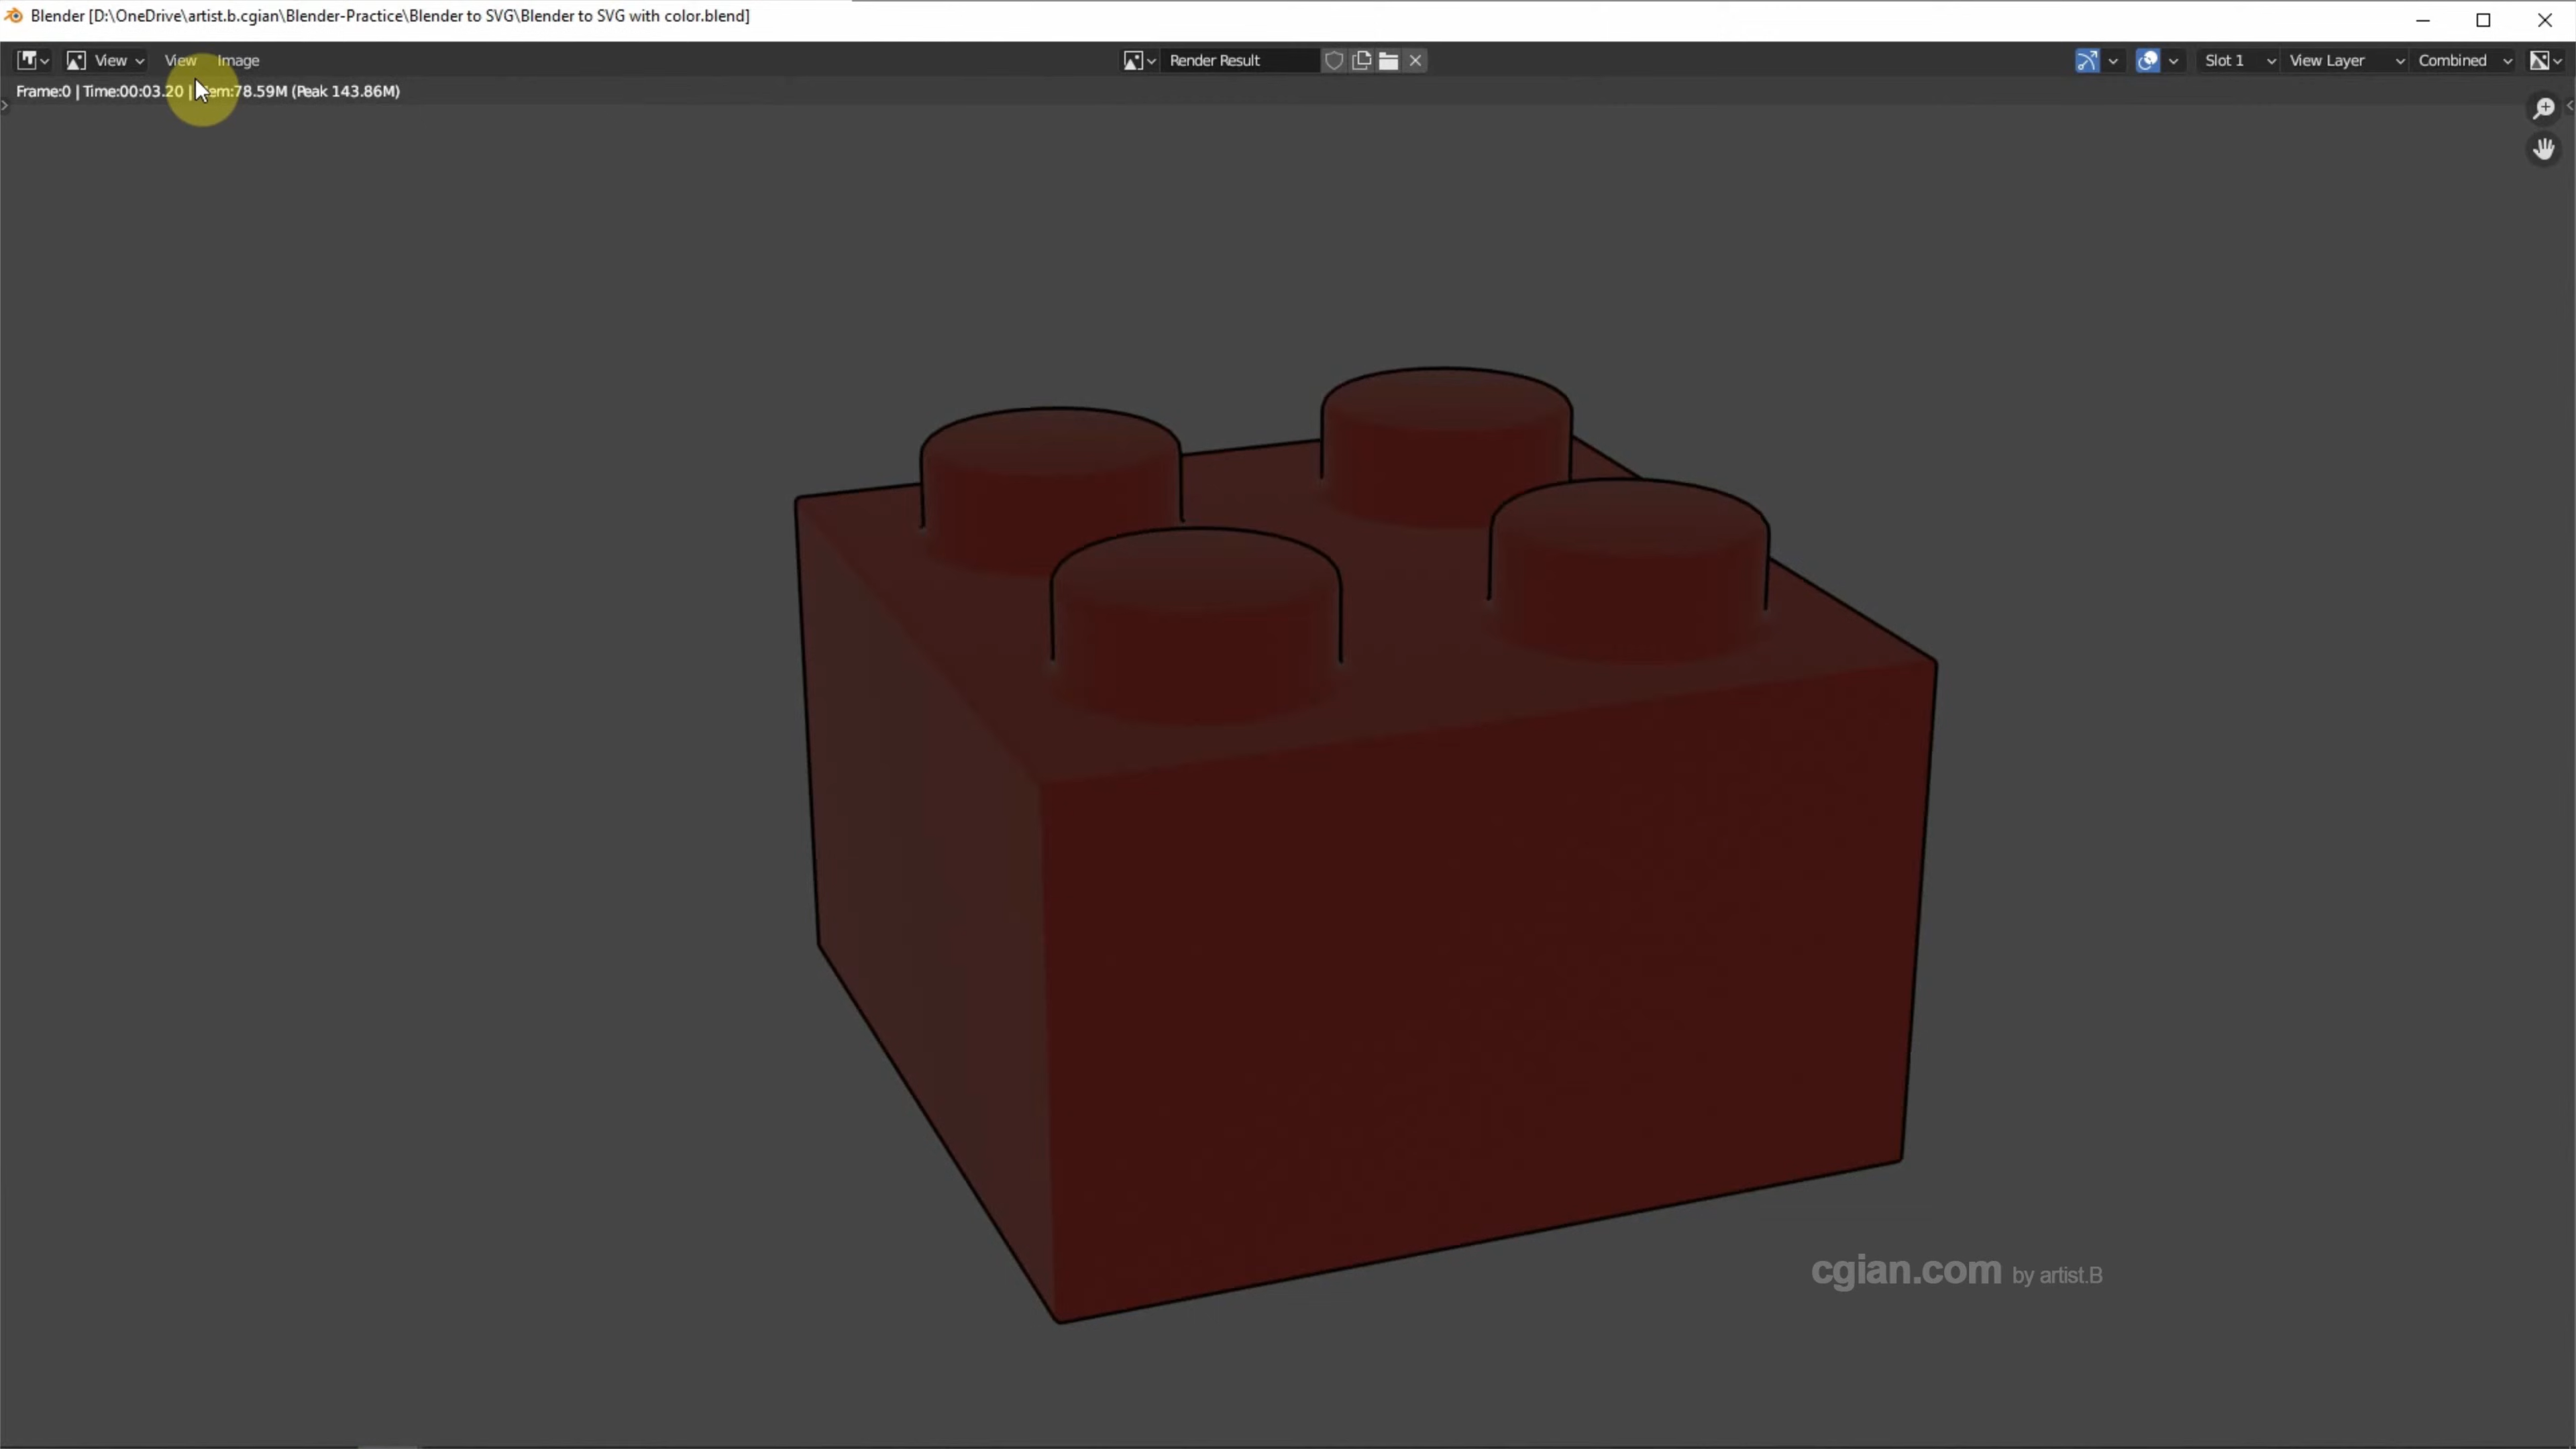 Blender [D:\OneDrive\artist.b.cgian\Blender-Practice\Blender to SVG\Blender to SVG with color.blend]
View View Image Render Result Slot 1 View Layer Combined
Frame:0 | Time:00:03.20 | :78.59M (Peak 143.86M)
cgian.com by artist.B